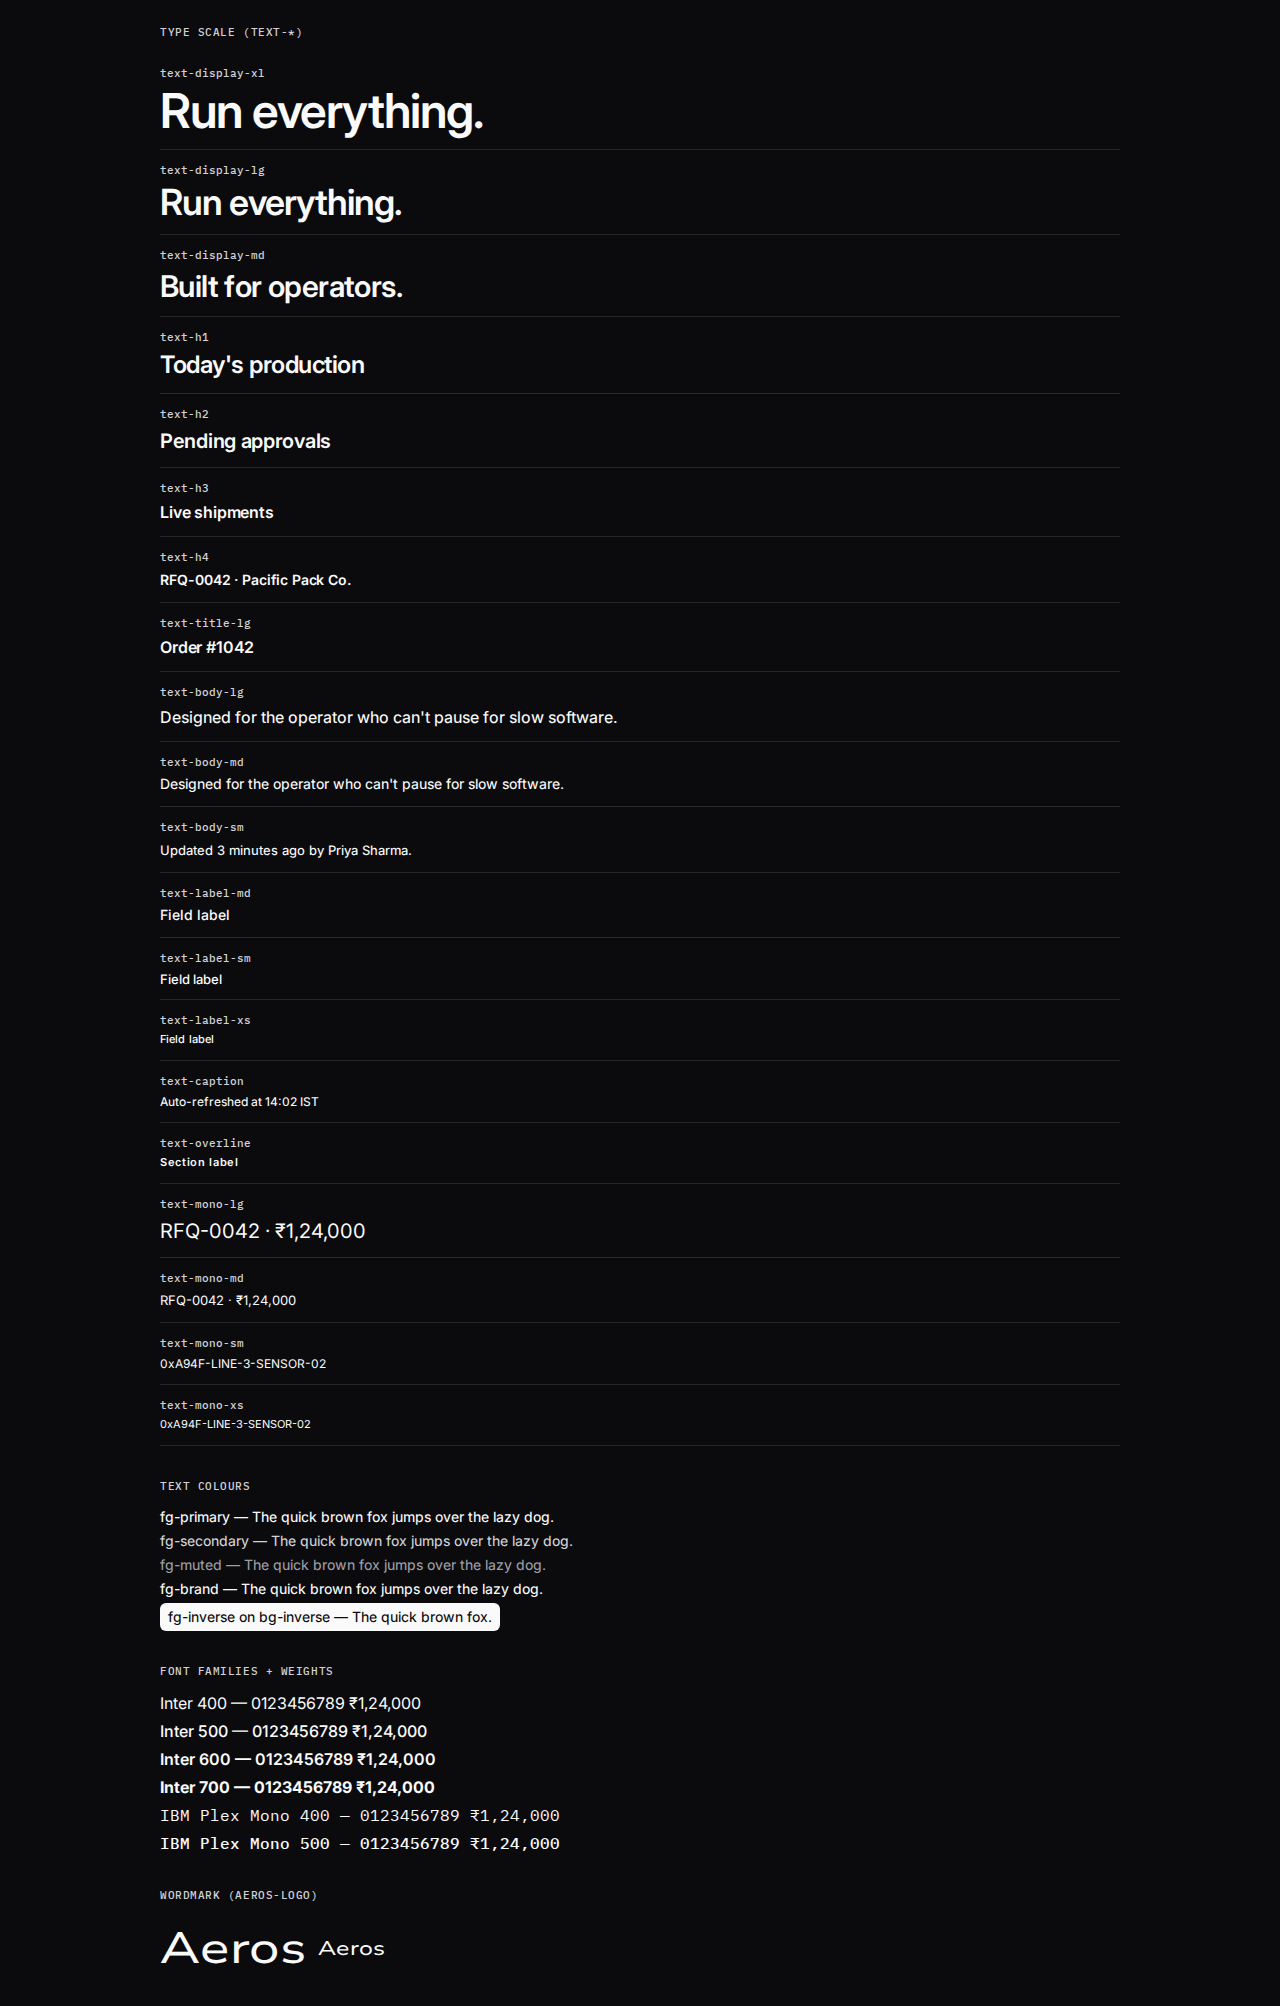 TYPE SCALE (TEXT-*)
text-display-xl
Run everything.
text-display-lg
Run everything.
text-display-md
Built for operators.
text-h1
Today's production
text-h2
Pending approvals
text-h3
Live shipments
text-h4
RFQ-0042 · Pacific Pack Co.
text-title-lg
Order #1042
text-body-lg
Designed for the operator who can't pause for slow software.
text-body-md
Designed for the operator who can't pause for slow software.
text-body-sm
Updated 3 minutes ago by Priya Sharma.
text-label-md
Field label
text-label-sm
Field label
text-label-xs
Field label
text-caption
Auto-refreshed at 14:02 IST
text-overline
Section label
text-mono-lg
RFQ-0042 · ₹1,24,000
text-mono-md
RFQ-0042 · ₹1,24,000
text-mono-sm
0xA94F-LINE-3-SENSOR-02
text-mono-xs
0xA94F-LINE-3-SENSOR-02
TEXT COLOURS
fg-primary — The quick brown fox jumps over the lazy dog.
fg-secondary — The quick brown fox jumps over the lazy dog.
fg-muted — The quick brown fox jumps over the lazy dog.
fg-brand — The quick brown fox jumps over the lazy dog.
fg-inverse on bg-inverse — The quick brown fox.
FONT FAMILIES + WEIGHTS
Inter 400 — 0123456789 ₹1,24,000
Inter 500 — 0123456789 ₹1,24,000
Inter 600 — 0123456789 ₹1,24,000
Inter 700 — 0123456789 ₹1,24,000
IBM Plex Mono 400 — 0123456789 ₹1,24,000
IBM Plex Mono 500 — 0123456789 ₹1,24,000
WORDMARK (AEROS-LOGO)
Aeros Aeros